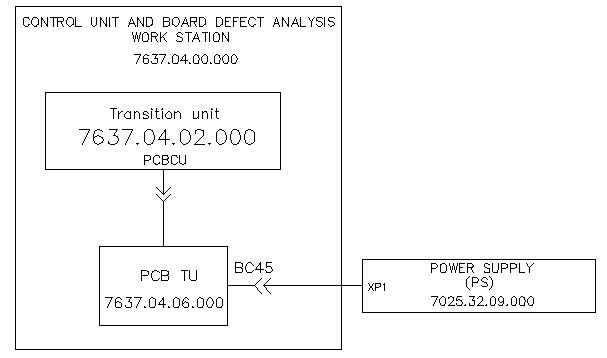 CONTROL UNIT AND BOARD DEFECT ANALYSIS
WORK STATION
7637.04.00.000
Transition unit
7637.04.02.000
PCBCU
PCB TU
7637.04.06.000
BC45
XP1
POWER SUPPLY
(PS)
7025.32.09.000